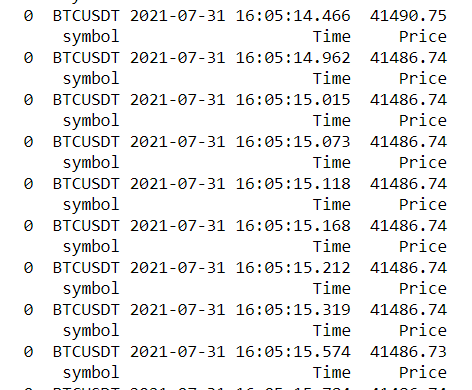 0 BTCUSDT 2021-07-31 16:05:14.466 41490.75
symbol Time Price
0 BTCUSDT 2021-07-31 16:05:14.962 41486.74
symbol Time Price
0 BTCUSDT 2021-07-31 16:05:15.015 41486.74
symbol Time Price
0 BTCUSDT 2021-07-31 16:05:15.073 41486.74
symbol Time Price
0 BTCUSDT 2021-07-31 16:05:15.118 41486.74
symbol Time Price
0 BTCUSDT 2021-07-31 16:05:15.168 41486.74
symbol Time Price
0 BTCUSDT 2021-07-31 16:05:15.212 41486.74
symbol Time Price
0 BTCUSDT 2021-07-31 16:05:15.319 41486.74
symbol Time Price
0 BTCUSDT 2021-07-31 16:05:15.574 41486.73
symbol Time Price